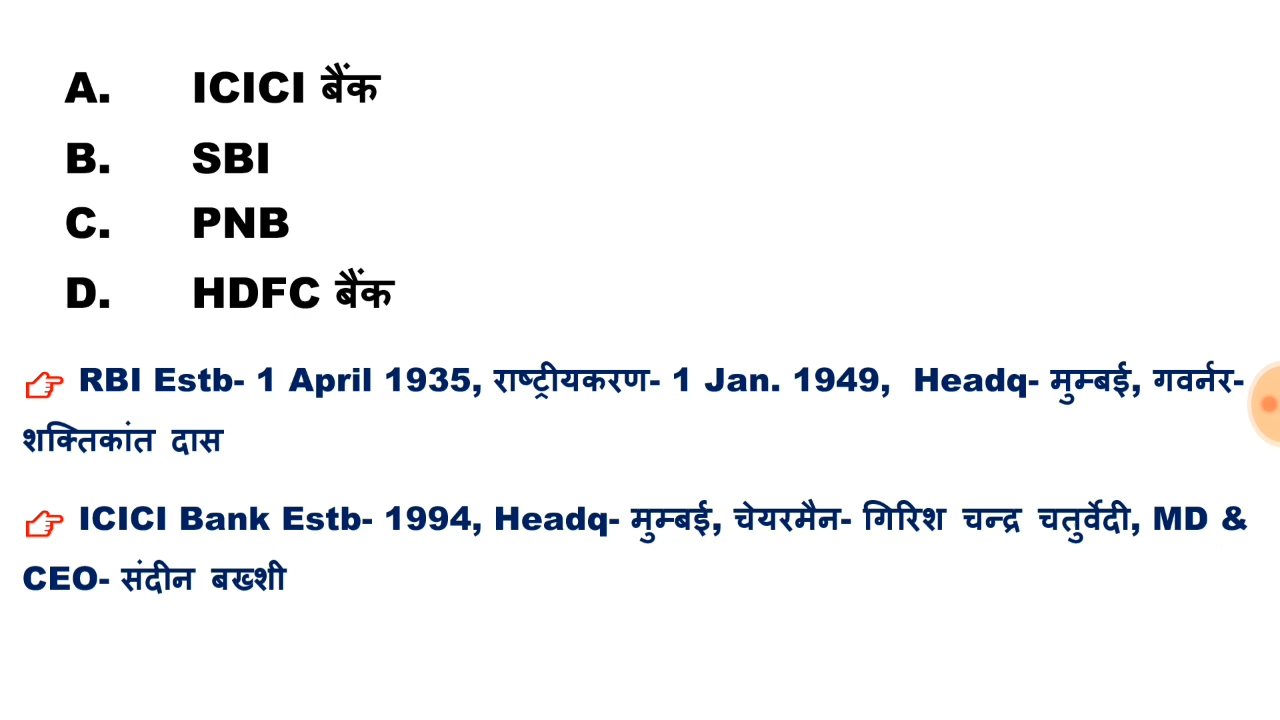 A. ICICI बैंक
B. SBI
C. PNB
D. HDFC बैंक
RBI Estb- 1 April 1935, राष्ट्रीयकरण- 1 Jan. 1949, Headq- मुम्बई, गवर्नर-
शक्तिकांत दास
ICICI Bank Estb- 1994, Headq- मुम्बई, चेयरमैन- गिरिश चन्द्र चतुर्वेदी, MD &
CEO- संदीन बख्शी